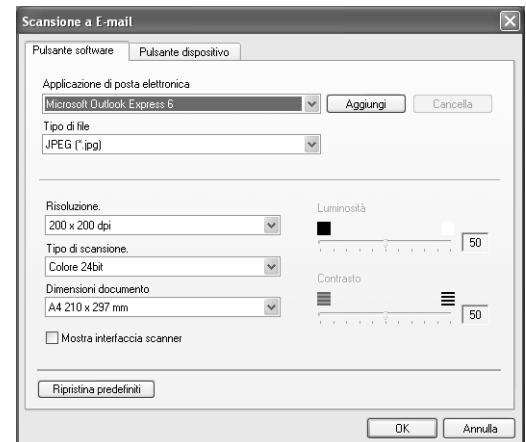 Scansione a E-mail
Pulsante software
Pulsante dispositivo
Applicazione di posta elettronica
Microsoft Outlook Express 6
Aggiungi
Cancella
Tipo di file
JPEG (*.jpg)
Risoluzione.
200 x 200 dpi
Tipo di scansione.
Colore 24bit
Dimensioni documento
A4 210 x 297 mm
Mostra interfaccia scanner
Luminosità
50
Contrasto
50
Ripristina predefiniti
OK
Annulla